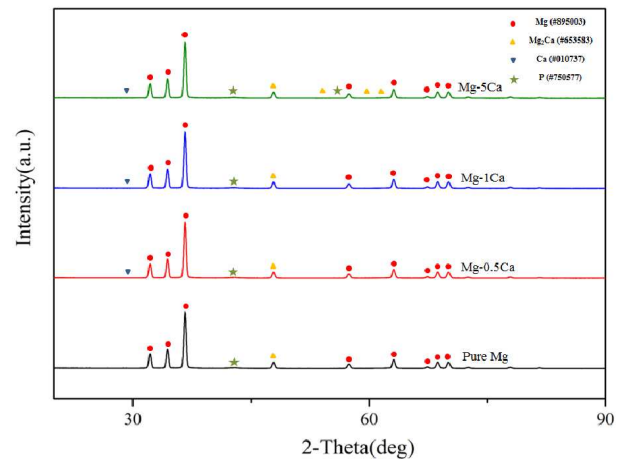 Mg (#895003)
Mg₂Ca (#653583)
Ca (#010737)
P (#750577)
Mg-5Ca
Mg-1Ca
Mg-0.5Ca
Pure Mg
Intensity(a.u.)
30
60
90
2-Theta(deg)